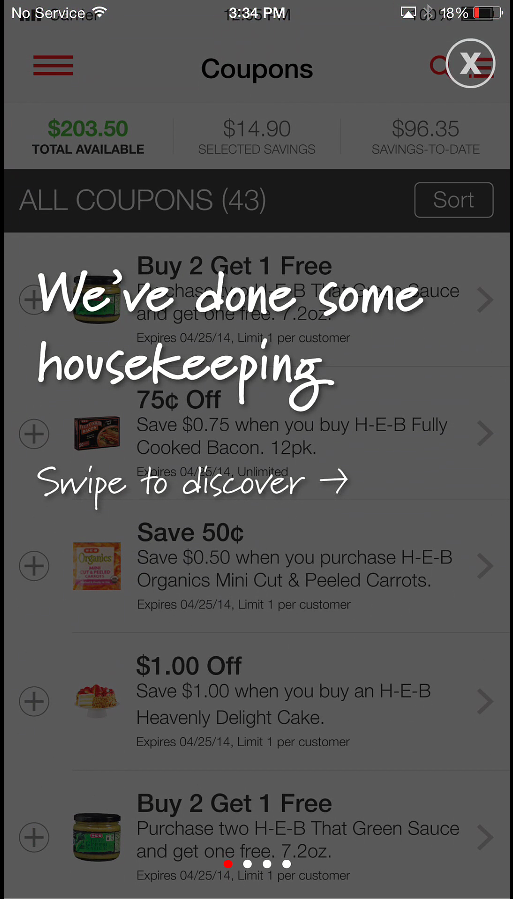 No Service 3:34 PM 18%
X
Coupons
$203.50 $14.90 $96.35
TOTAL AVAILABLE SELECTED SAVINGS SAVINGS-TO-DATE
ALL COUPONS (43) Sort
We've done some
housekeeping
Swipe to discover →
Buy 2 Get 1 Free
Purchase two H-E-B That Green Sauce
and get one free. 7.2oz.
Expires 04/25/14, Limit 1 per customer
75¢ Off
Save $0.75 when you buy H-E-B Fully
Cooked Bacon. 12pk.
Expires 04/25/14, Unlimited
Save 50¢
Save $0.50 when you purchase H-E-B
Organics Mini Cut & Peeled Carrots.
Expires 04/25/14, Limit 1 per customer
H-E-B
Organics
MINI
CUT & PEELED
CARROTS
$1.00 Off
Save $1.00 when you buy an H-E-B
Heavenly Delight Cake.
Expires 04/25/14, Limit 1 per customer
Buy 2 Get 1 Free
Purchase two H-E-B That Green Sauce
and get one free. 7.2oz.
Expires 04/25/14, Limit 1 per customer